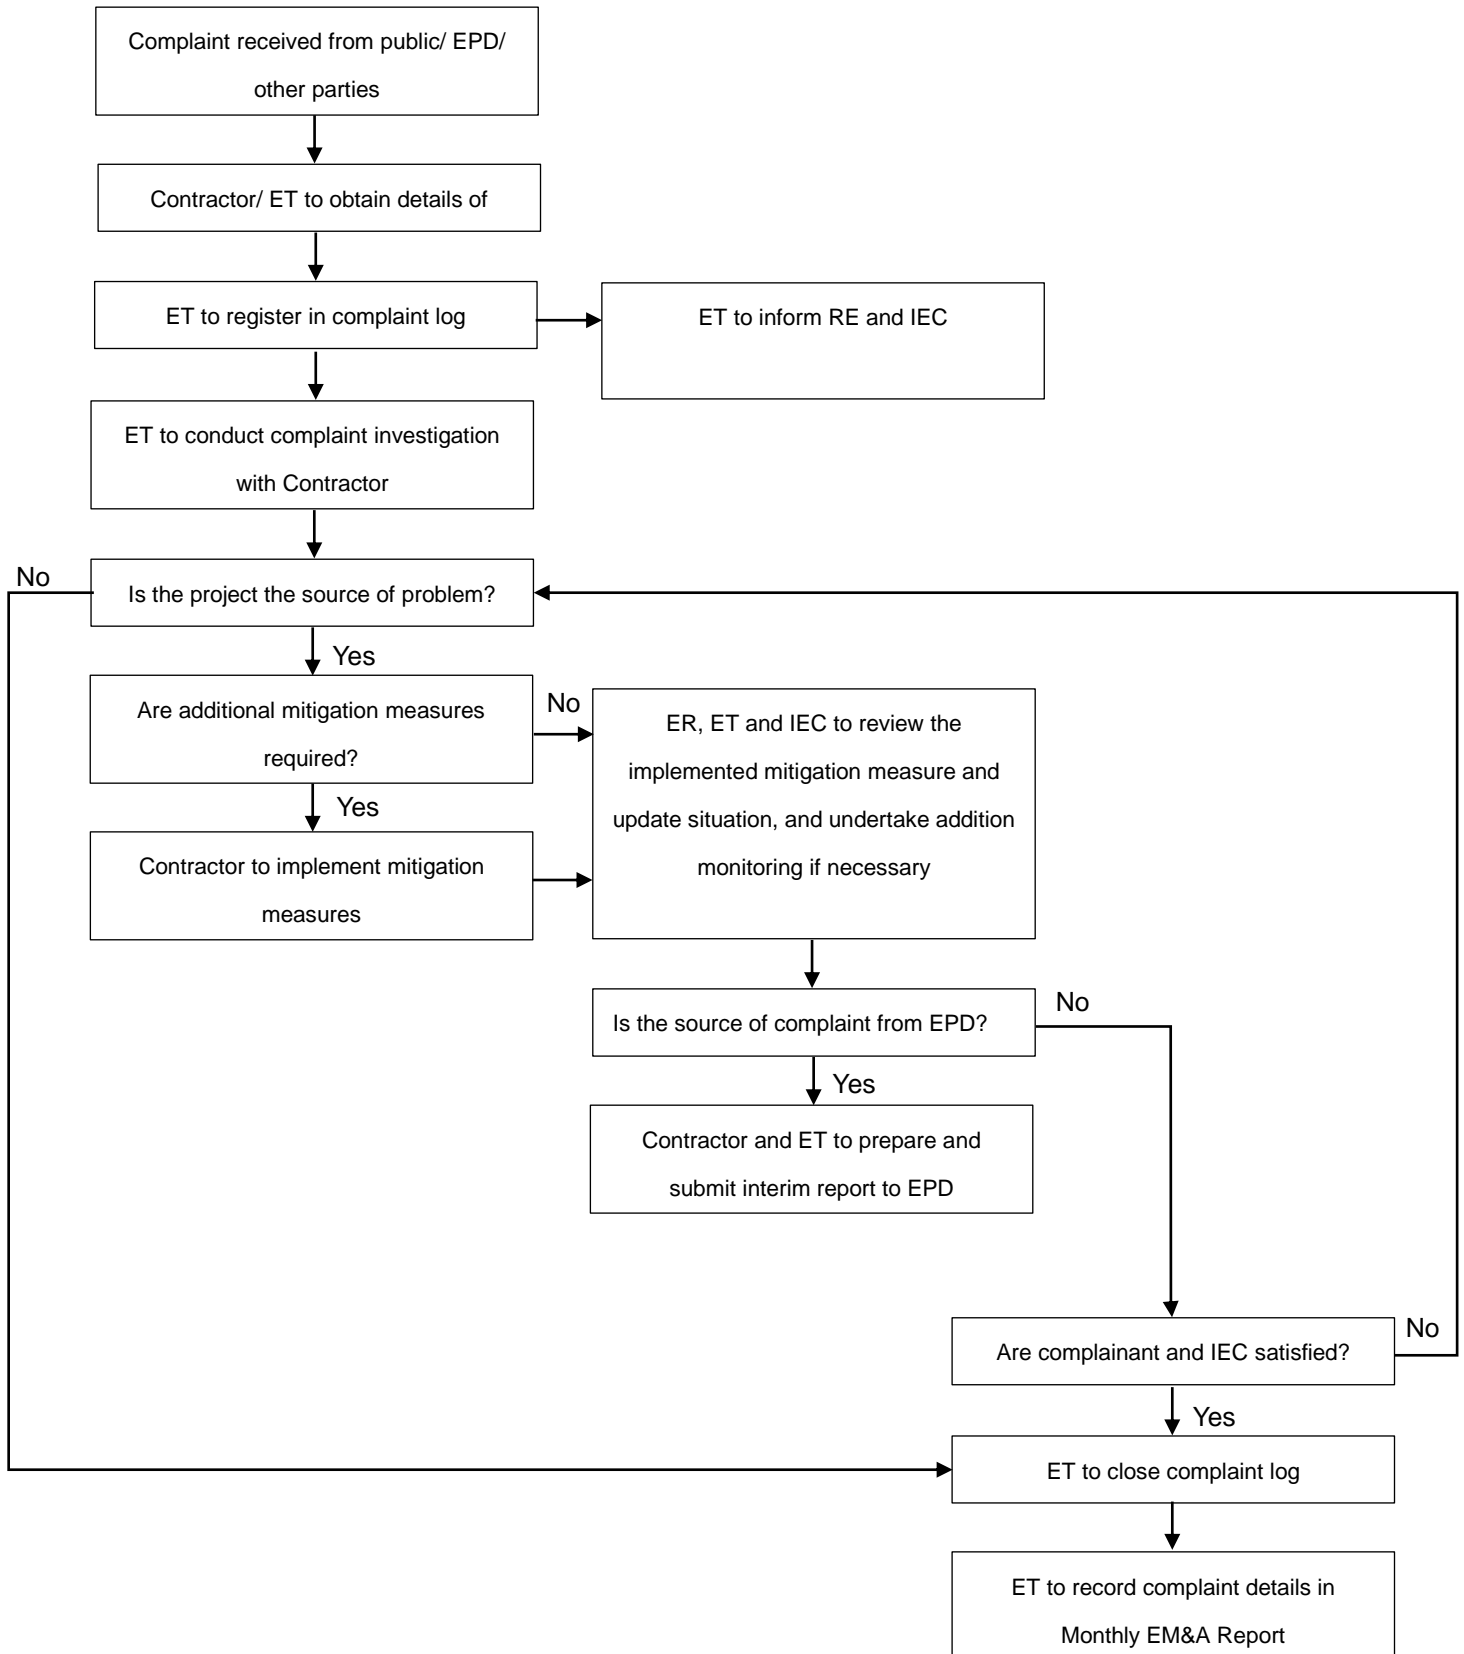 Complaint received from public/ EPD/
other parties
Contractor/ ET to obtain details of
ET to register in complaint log
ET to inform RE and IEC
ET to conduct complaint investigation
with Contractor
No
Is the project the source of problem?
Yes
Are additional mitigation measures
required?
No
ER, ET and IEC to review the
implemented mitigation measure and
update situation, and undertake addition
monitoring if necessary
Yes
Contractor to implement mitigation
measures
Is the source of complaint from EPD?
No
Yes
Contractor and ET to prepare and
submit interim report to EPD
Are complainant and IEC satisfied?
No
Yes
ET to close complaint log
ET to record complaint details in
Monthly EM&A Report